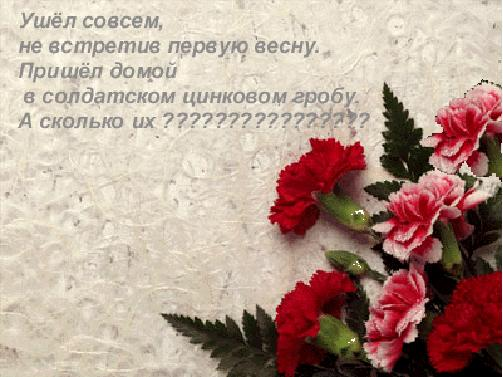 Ушёл совсем,
не встретив первую весну.
Пришёл домой
в солдатском цинковом гробу.
А сколько их ????????????????